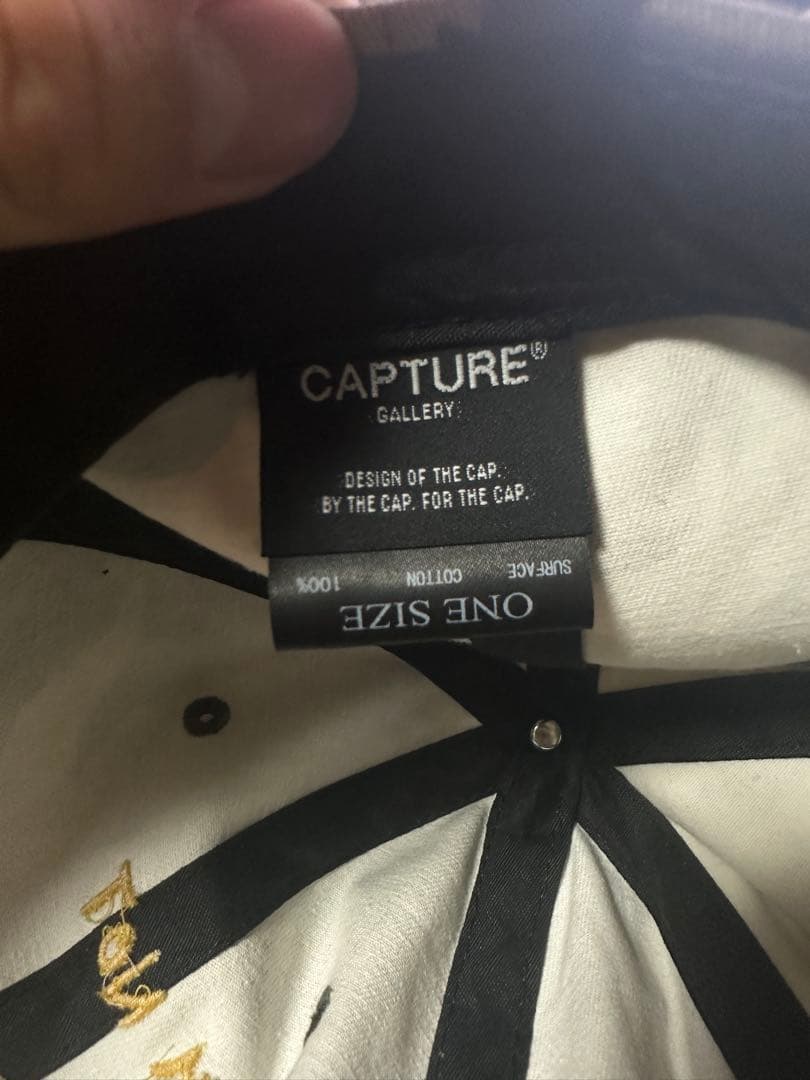 CAPTURE®
GALLERY
DESIGN OF THE CAP.
BY THE CAP. FOR THE CAP.
ONE SIZE
SURFACE COTTON 100%